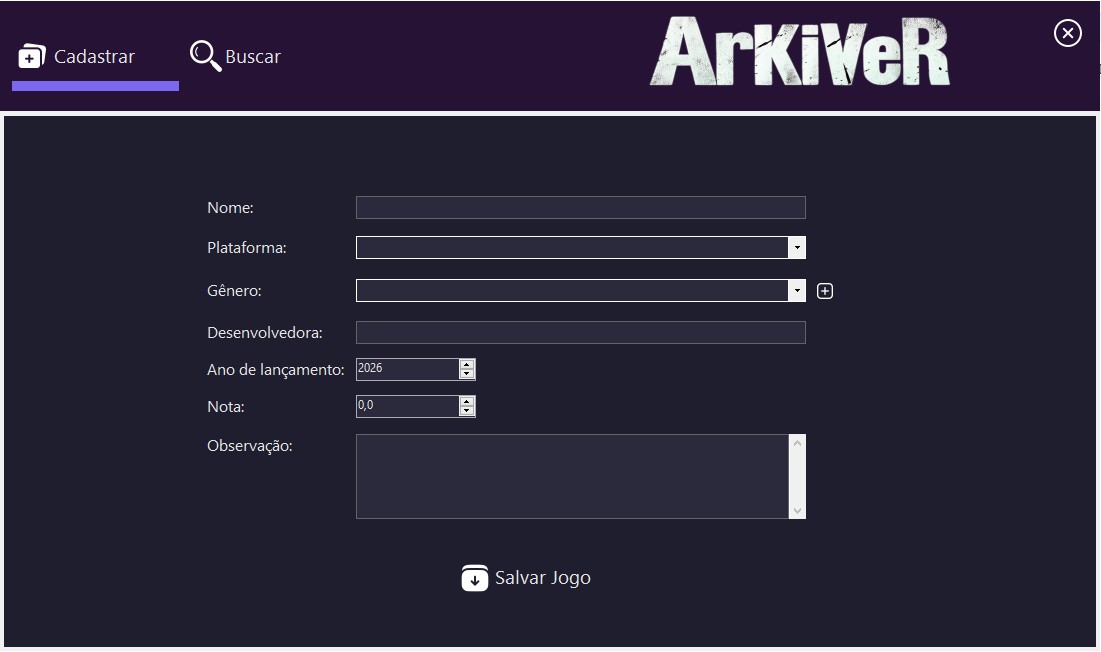 Cadastrar
Buscar
ArKiVeR
Nome:
Plataforma:
Gênero:
Desenvolvedora:
Ano de lançamento: 2026
Nota: 0,0
Observação:
Salvar Jogo